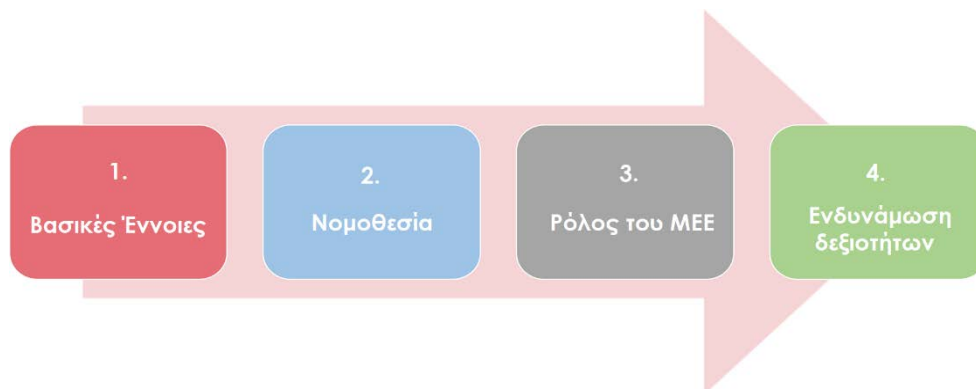 1.
Βασικές Έννοιες
2.
Νομοθεσία
3.
Ρόλος του ΜΕΕ
4.
Ενδυνάμωση
δεξιοτήτων